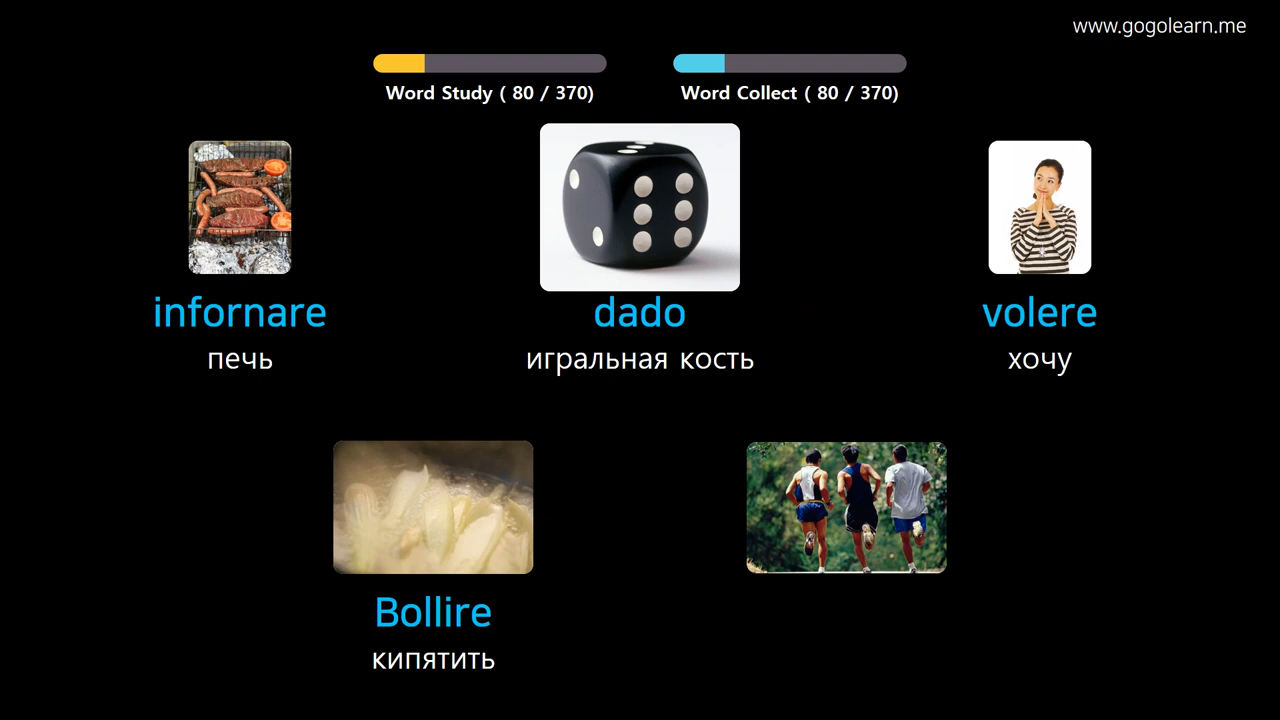 www.gogolearn.me
Word Study ( 80 / 370)
Word Collect ( 80 / 370)
infornare
dado
volere
печь
игральная кость
хочу
Bollire
кипятить